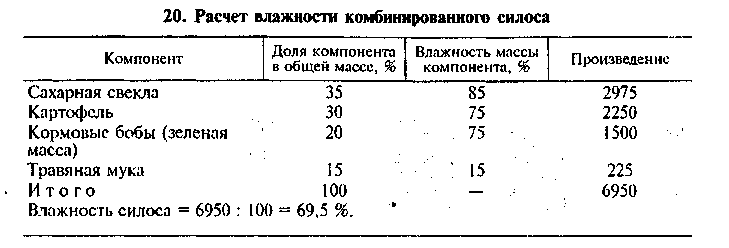 20. Расчет влажности комбинированного силоса
Компонент | Доля компонента в общей массе, % | Влажность массы компонента, % | Произведение
Сахарная свекла 35 85 2975
Картофель 30 75 2250
Кормовые бобы (зеленая 20 75 1500
масса)
Травяная мука 15 15 225
Итого 100 — 6950
Влажность силоса = 6950 : 100 = 69,5 %.